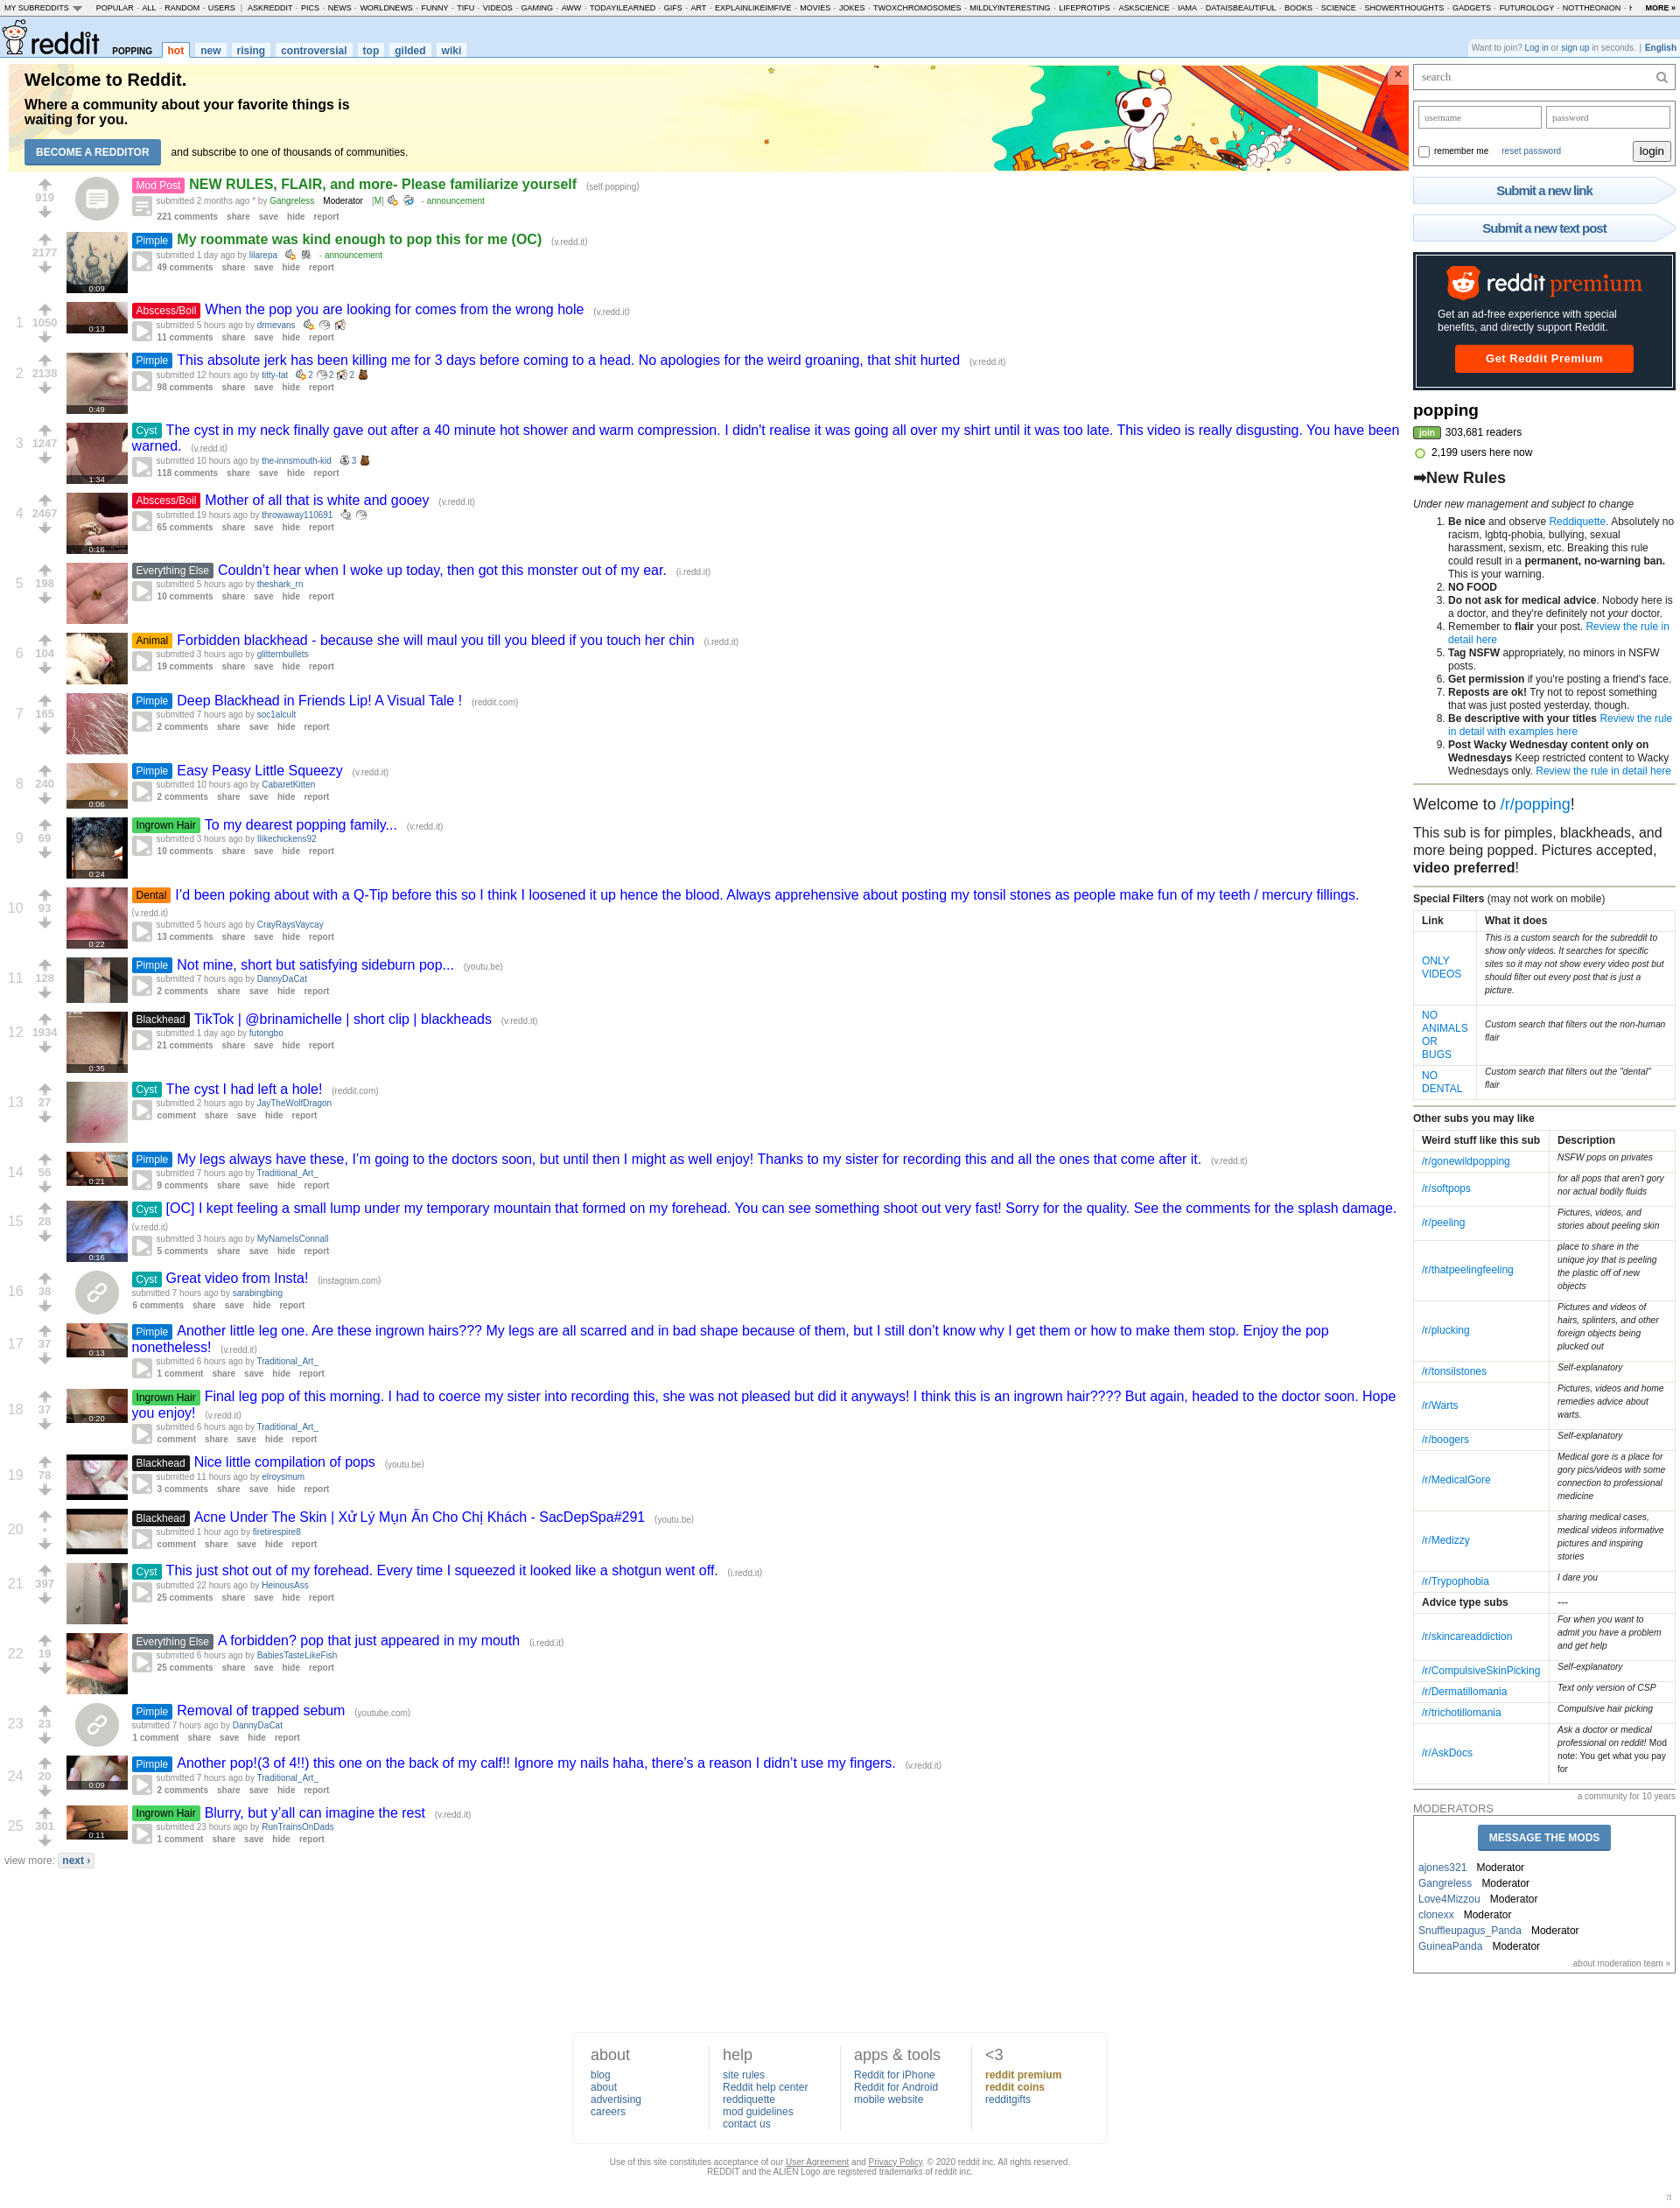 MY SUBREDDITS POPULAR - ALL - RANDOM - USERS | ASKREDDIT - PICS - NEWS - WORLDNEWS - FUNNY - TIFU - VIDEOS - GAMING - AWW - TODAYILEARNED - GIFS - ART - EXPLAINLIKEIMFIVE - MOVIES - JOKES - TWOXCHROMOSOMES - MILDLYINTERESTING - LIFEPROTIPS - ASKSCIENCE - IAMA - DATAISBEAUTIFUL - BOOKS - SCIENCE - SHOWERTHOUGHTS - GADGETS - FUTUROLOGY - NOTTHEONION - MORE »
reddit POPPING hot new rising controversial top gilded wiki
Want to join? Log in or sign up in seconds. | English
Welcome to Reddit.
Where a community about your favorite things is
waiting for you.
BECOME A REDDITOR and subscribe to one of thousands of communities.
×
919
Mod Post NEW RULES, FLAIR, and more- Please familiarize yourself (self.popping)
submitted 2 months ago * by Gangreless Moderator [M] - announcement
221 comments share save hide report
2177
0:09
Pimple My roommate was kind enough to pop this for me (OC) (v.redd.it)
submitted 1 day ago by lilarepa - announcement
49 comments share save hide report
1 1050
0:13
Abscess/Boil When the pop you are looking for comes from the wrong hole (v.redd.it)
submitted 5 hours ago by drmevans
11 comments share save hide report
2 2138
0:49
Pimple This absolute jerk has been killing me for 3 days before coming to a head. No apologies for the weird groaning, that shit hurted (v.redd.it)
submitted 12 hours ago by titty-tat 2 2 2
98 comments share save hide report
3 1247
1:34
Cyst The cyst in my neck finally gave out after a 40 minute hot shower and warm compression. I didn't realise it was going all over my shirt until it was too late. This video is really disgusting. You have been
warned. (v.redd.it)
submitted 10 hours ago by the-innsmouth-kid 3
118 comments share save hide report
4 2467
0:16
Abscess/Boil Mother of all that is white and gooey (v.redd.it)
submitted 19 hours ago by throwaway110691
65 comments share save hide report
5 198
Everything Else Couldn't hear when I woke up today, then got this monster out of my ear. (i.redd.it)
submitted 5 hours ago by theshark_rn
10 comments share save hide report
6 104
Animal Forbidden blackhead - because she will maul you till you bleed if you touch her chin (i.redd.it)
submitted 3 hours ago by glitternbullets
19 comments share save hide report
7 165
Pimple Deep Blackhead in Friends Lip! A Visual Tale ! (reddit.com)
submitted 7 hours ago by soc1alcult
2 comments share save hide report
8 240
0:06
Pimple Easy Peasy Little Squeezy (v.redd.it)
submitted 10 hours ago by CabaretKitten
2 comments share save hide report
9 69
0:24
Ingrown Hair To my dearest popping family... (v.redd.it)
submitted 3 hours ago by Ilikechickens92
10 comments share save hide report
10 93
0:22
Dental I'd been poking about with a Q-Tip before this so I think I loosened it up hence the blood. Always apprehensive about posting my tonsil stones as people make fun of my teeth / mercury fillings.
(v.redd.it)
submitted 5 hours ago by CrayRaysVaycay
13 comments share save hide report
11 128
Pimple Not mine, short but satisfying sideburn pop... (youtu.be)
submitted 7 hours ago by DannyDaCat
2 comments share save hide report
12 1934
0:35
Blackhead TikTok | @brinamichelle | short clip | blackheads (v.redd.it)
submitted 1 day ago by futongbo
21 comments share save hide report
13 27
Cyst The cyst I had left a hole! (reddit.com)
submitted 2 hours ago by JayTheWolfDragon
comment share save hide report
14 56
0:21
Pimple My legs always have these, I'm going to the doctors soon, but until then I might as well enjoy! Thanks to my sister for recording this and all the ones that come after it. (v.redd.it)
submitted 7 hours ago by Traditional_Art_
9 comments share save hide report
15 28
0:16
Cyst [OC] I kept feeling a small lump under my temporary mountain that formed on my forehead. You can see something shoot out very fast! Sorry for the quality. See the comments for the splash damage.
(v.redd.it)
submitted 3 hours ago by MyNameIsConnall
5 comments share save hide report
16 38
Cyst Great video from Insta! (instagram.com)
submitted 7 hours ago by sarabingbing
6 comments share save hide report
17 37
0:13
Pimple Another little leg one. Are these ingrown hairs??? My legs are all scarred and in bad shape because of them, but I still don't know why I get them or how to make them stop. Enjoy the pop
nonetheless! (v.redd.it)
submitted 6 hours ago by Traditional_Art_
1 comment share save hide report
18 37
0:20
Ingrown Hair Final leg pop of this morning. I had to coerce my sister into recording this, she was not pleased but did it anyways! I think this is an ingrown hair???? But again, headed to the doctor soon. Hope
you enjoy! (v.redd.it)
submitted 6 hours ago by Traditional_Art_
comment share save hide report
19 78
Blackhead Nice little compilation of pops (youtu.be)
submitted 11 hours ago by elroysmum
3 comments share save hide report
20 •
Blackhead Acne Under The Skin | Xử Lý Mụn Ẩn Cho Chị Khách - SacDepSpa#291 (youtu.be)
submitted 1 hour ago by firetirespire8
comment share save hide report
21 397
Cyst This just shot out of my forehead. Every time I squeezed it looked like a shotgun went off. (i.redd.it)
submitted 22 hours ago by HeinousAss
25 comments share save hide report
22 19
Everything Else A forbidden? pop that just appeared in my mouth (i.redd.it)
submitted 6 hours ago by BabiesTasteLikeFish
25 comments share save hide report
23 23
Pimple Removal of trapped sebum (youtube.com)
submitted 7 hours ago by DannyDaCat
1 comment share save hide report
24 20
0:09
Pimple Another pop!(3 of 4!!) this one on the back of my calf!! Ignore my nails haha, there's a reason I didn't use my fingers. (v.redd.it)
submitted 7 hours ago by Traditional_Art_
2 comments share save hide report
25 301
0:11
Ingrown Hair Blurry, but y'all can imagine the rest (v.redd.it)
submitted 23 hours ago by RunTrainsOnDads
1 comment share save hide report
view more: next ›
search
username password
remember me reset password login
Submit a new link
Submit a new text post
reddit premium
Get an ad-free experience with special
benefits, and directly support Reddit.
Get Reddit Premium
popping
join 303,681 readers
2,199 users here now
➡New Rules
Under new management and subject to change
1. Be nice and observe Reddiquette. Absolutely no
racism, lgbtq-phobia, bullying, sexual
harassment, sexism, etc. Breaking this rule
could result in a permanent, no-warning ban.
This is your warning.
2. NO FOOD
3. Do not ask for medical advice. Nobody here is
a doctor, and they're definitely not your doctor.
4. Remember to flair your post. Review the rule in
detail here
5. Tag NSFW appropriately, no minors in NSFW
posts.
6. Get permission if you're posting a friend's face.
7. Reposts are ok! Try not to repost something
that was just posted yesterday, though.
8. Be descriptive with your titles Review the rule
in detail with examples here
9. Post Wacky Wednesday content only on
Wednesdays Keep restricted content to Wacky
Wednesdays only. Review the rule in detail here
Welcome to /r/popping!
This sub is for pimples, blackheads, and
more being popped. Pictures accepted,
video preferred!
Special Filters (may not work on mobile)
Link What it does
ONLY
VIDEOS
This is a custom search for the subreddit to
show only videos. It searches for specific
sites so it may not show every video post but
should filter out every post that is just a
picture.
NO
ANIMALS
OR
BUGS
Custom search that filters out the non-human
flair
NO
DENTAL
Custom search that filters out the "dental"
flair
Other subs you may like
Weird stuff like this sub Description
/r/gonewildpopping NSFW pops on privates
/r/softpops for all pops that aren't gory
nor actual bodily fluids
/r/peeling Pictures, videos, and
stories about peeling skin
/r/thatpeelingfeeling place to share in the
unique joy that is peeling
the plastic off of new
objects
/r/plucking Pictures and videos of
hairs, splinters, and other
foreign objects being
plucked out
/r/tonsilstones Self-explanatory
/r/Warts Pictures, videos and home
remedies advice about
warts.
/r/boogers Self-explanatory
/r/MedicalGore Medical gore is a place for
gory pics/videos with some
connection to professional
medicine
/r/Medizzy sharing medical cases,
medical videos informative
pictures and inspiring
stories
/r/Trypophobia I dare you
Advice type subs ---
/r/skincareaddiction For when you want to
admit you have a problem
and get help
/r/CompulsiveSkinPicking Self-explanatory
/r/Dermatillomania Text only version of CSP
/r/trichotillomania Compulsive hair picking
/r/AskDocs Ask a doctor or medical
professional on reddit! Mod
note: You get what you pay
for
a community for 10 years
MODERATORS
MESSAGE THE MODS
ajones321 Moderator
Gangreless Moderator
Love4Mizzou Moderator
clonexx Moderator
Snuffleupagus_Panda Moderator
GuineaPanda Moderator
about moderation team »
about
blog
about
advertising
careers
help
site rules
Reddit help center
reddiquette
mod guidelines
contact us
apps & tools
Reddit for iPhone
Reddit for Android
mobile website
<3
reddit premium
reddit coins
redditgifts
Use of this site constitutes acceptance of our User Agreement and Privacy Policy. © 2020 reddit inc. All rights reserved.
REDDIT and the ALIEN Logo are registered trademarks of reddit inc.
π